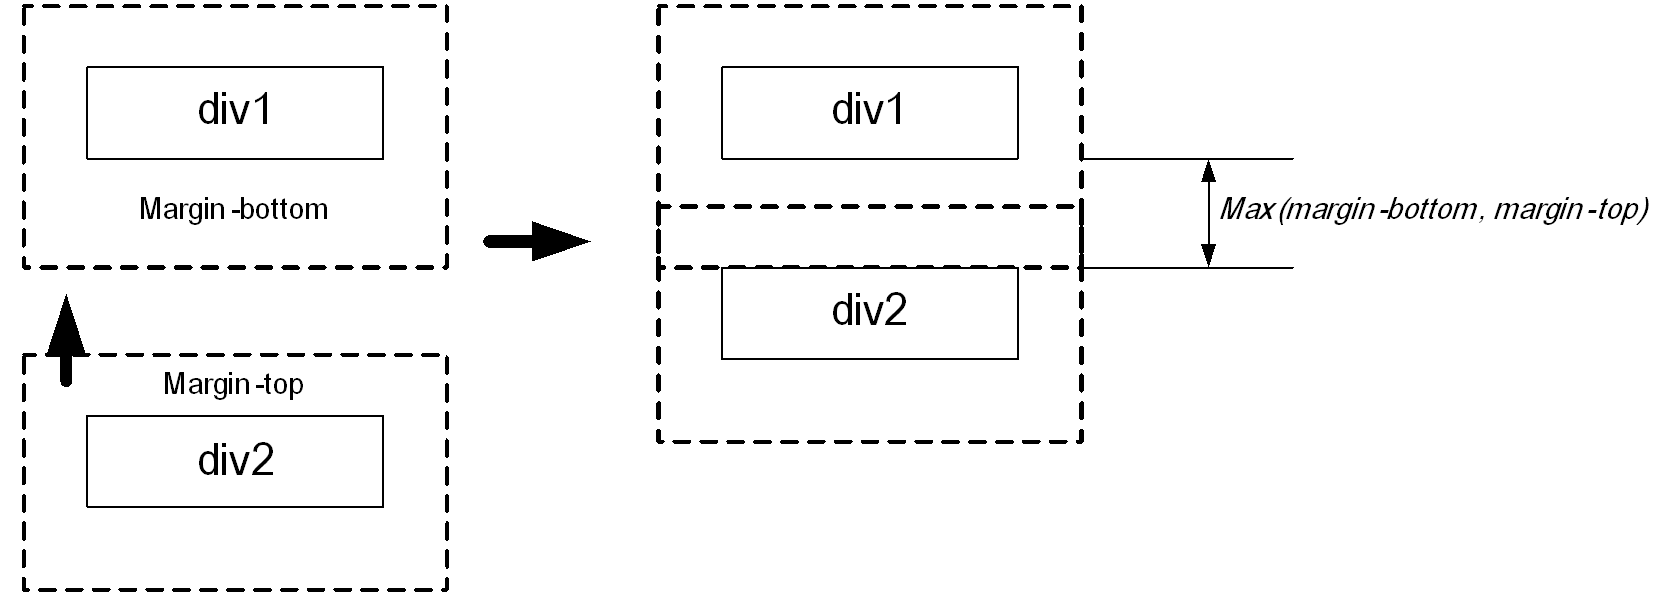 div1
Margin-bottom
Margin-top
div2
div1
div2
Max(margin-bottom, margin-top)